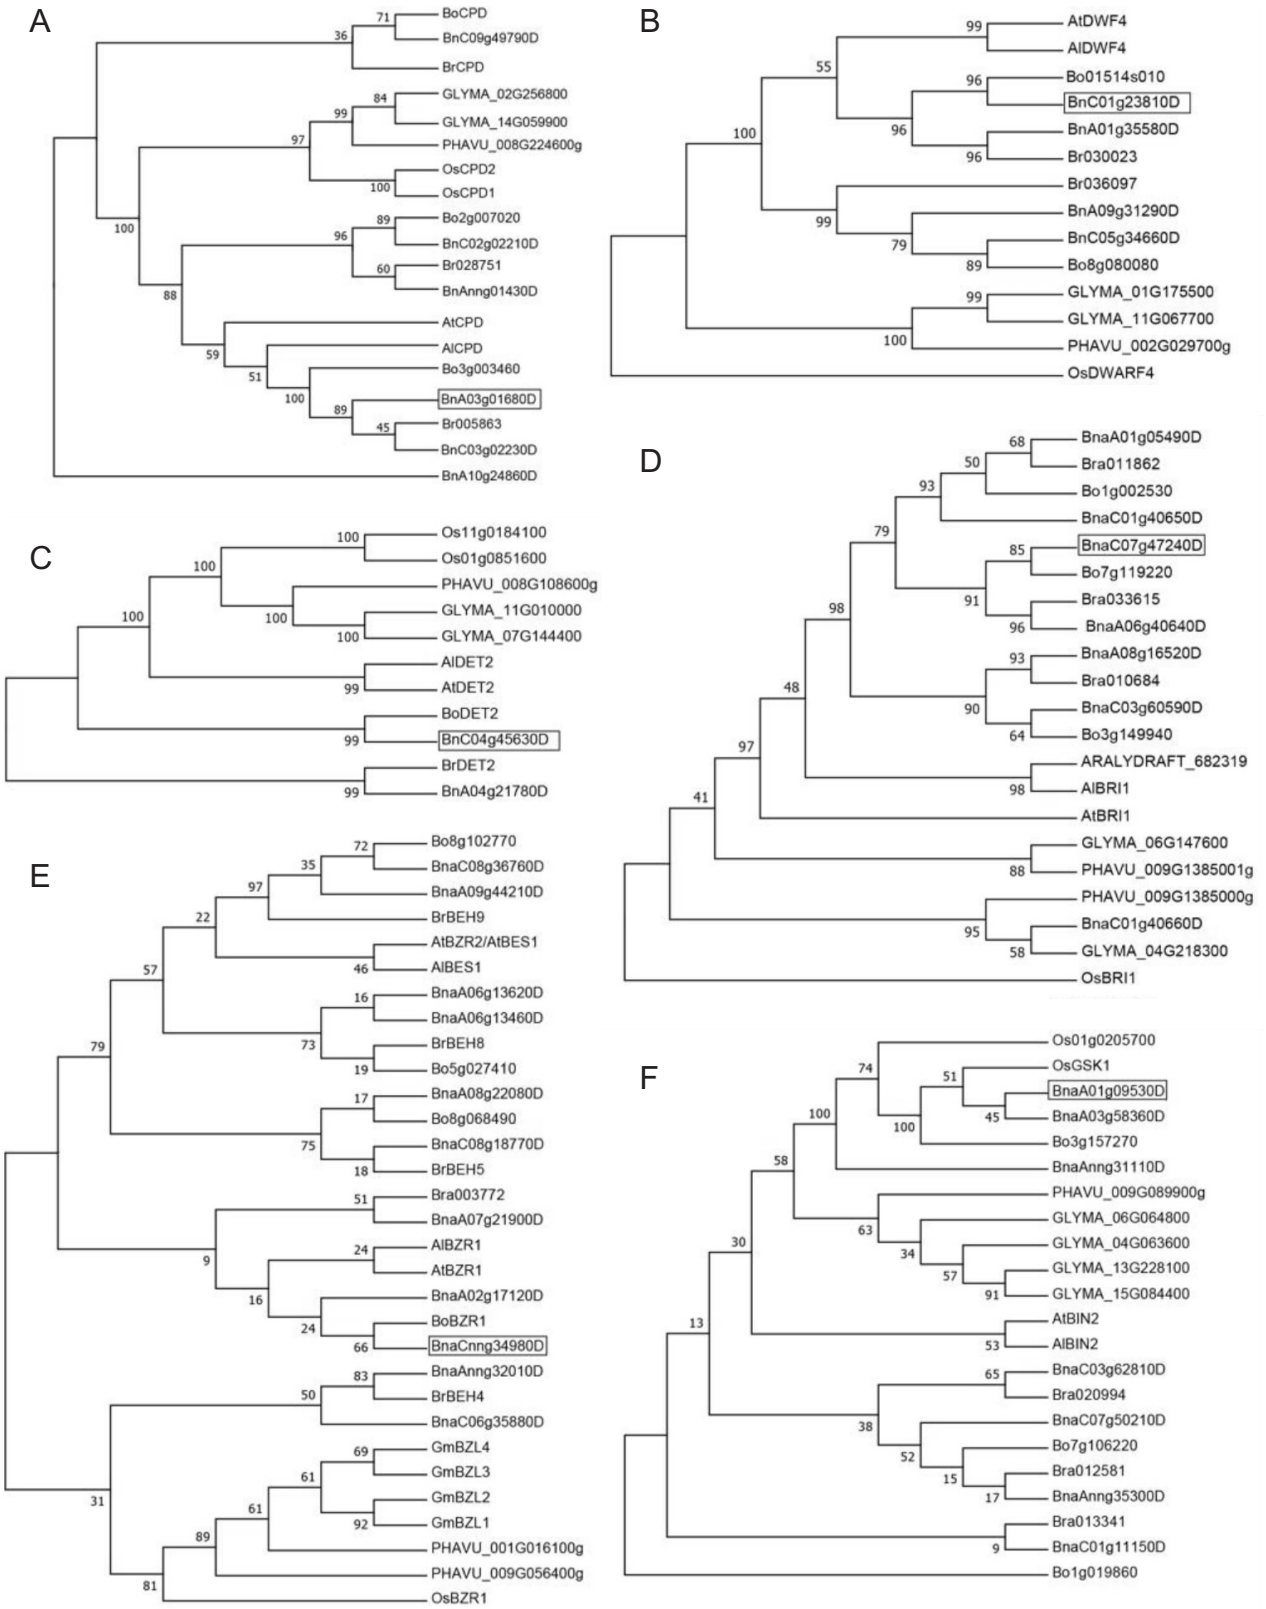 A
71
BoCPD
36
BnC09g49790D
BrCPD
84
GLYMA_02G256800
99
GLYMA_14G059900
97
PHAVU_008G224600g
OsCPD2
100
OsCPD1
89
Bo2g007020
100
96
BnC02g02210D
60
Br028751
88
BnAnng01430D
AtCPD
59
AlCPD
51
Bo3g003460
100
89
BnA03g01680D
45
Br005863
BnC03g02230D
BnA10g24860D
B
99
AtDWF4
55
AlDWF4
96
Bo01514s010
BnC01g23810D
100
96
BnA01g35580D
96
Br030023
Br036097
99
BnA09g31290D
79
BnC05g34660D
89
Bo8g080080
99
GLYMA_01G175500
GLYMA_11G067700
100
PHAVU_002G029700g
OsDWARF4
C
100
Os11g0184100
100
Os01g0851600
PHAVU_008G108600g
100
100
GLYMA_11G010000
100
GLYMA_07G144400
AlDET2
99
AtDET2
BoDET2
99
BnC04g45630D
BrDET2
99
BnA04g21780D
D
68
BnaA01g05490D
50
Bra011862
93
Bo1g002530
79
BnaC01g40650D
85
BnaC07g47240D
Bo7g119220
91
Bra033615
98
96
BnaA06g40640D
93
BnaA08g16520D
Bra010684
48
90
BnaC03g60590D
64
Bo3g149940
97
ARALYDRAFT_682319
98
AlBRI1
41
AtBRI1
GLYMA_06G147600
88
PHAVU_009G1385001g
PHAVU_009G1385000g
95
BnaC01g40660D
58
GLYMA_04G218300
OsBRI1
E
72
Bo8g102770
35
BnaC08g36760D
97
BnaA09g44210D
22
BrBEH9
AtBZR2/AtBES1
57
46
AlBES1
16
BnaA06g13620D
BnaA06g13460D
79
73
BrBEH8
19
Bo5g027410
17
BnaA08g22080D
Bo8g068490
75
BnaC08g18770D
18
BrBEH5
51
Bra003772
BnaA07g21900D
9
24
AlBZR1
AtBZR1
16
BnaA02g17120D
24
BoBZR1
66
BnaCnng34980D
83
BnaAnng32010D
50
BrBEH4
BnaC06g35880D
69
GmBZL4
61
GmBZL3
31
61
GmBZL2
92
GmBZL1
89
PHAVU_001G016100g
81
PHAVU_009G056400g
OsBZR1
F
Os01g0205700
74
51
OsGSK1
BnaA01g09530D
100
100
45
BnaA03g58360D
Bo3g157270
58
BnaAnng31110D
PHAVU_009G089900g
63
GLYMA_06G064800
30
34
GLYMA_04G063600
57
GLYMA_13G228100
91
GLYMA_15G084400
13
AtBIN2
53
AlBIN2
65
BnaC03g62810D
Bra020994
38
BnaC07g50210D
52
Bo7g106220
15
Bra012581
17
BnaAnng35300D
Bra013341
9
BnaC01g11150D
Bo1g019860